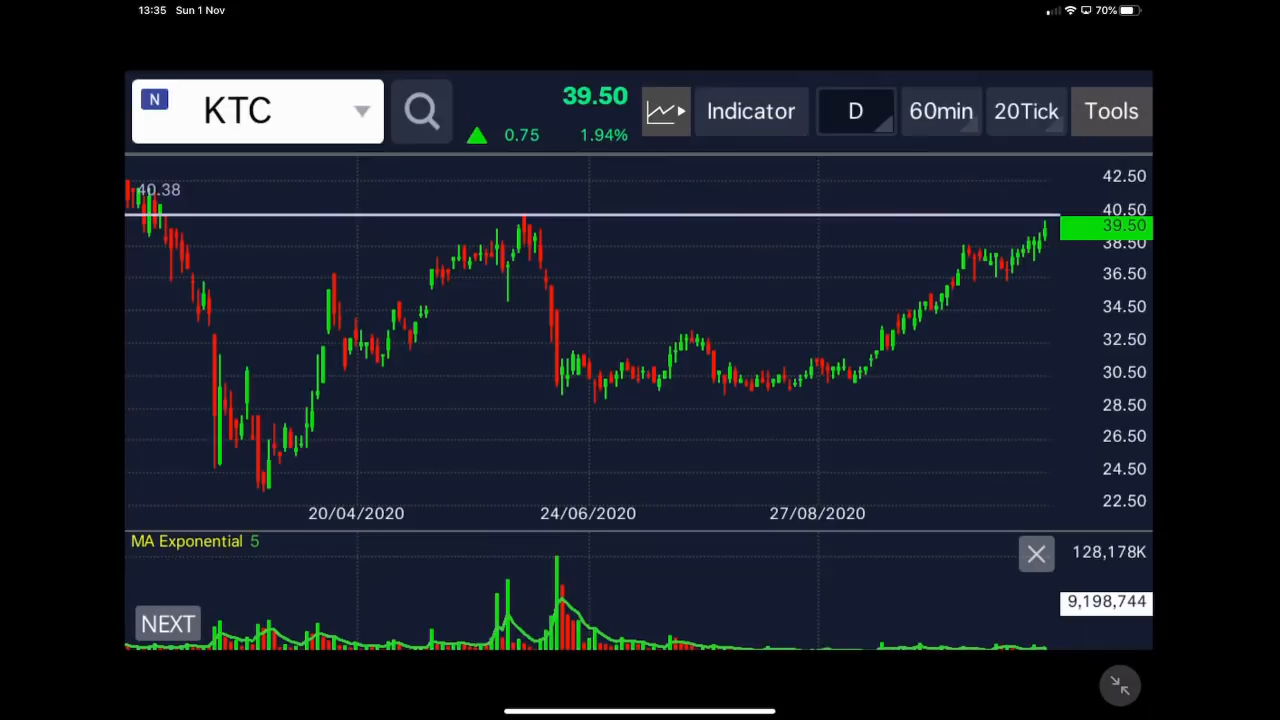 13:35 Sun 1 Nov 70%
N KTC 39.50 0.75 1.94% Indicator D 60min 20Tick Tools
40.38
42.50
40.50
39.50
38.50
36.50
34.50
32.50
30.50
28.50
26.50
24.50
22.50
20/04/2020 24/06/2020 27/08/2020
MA Exponential 5
128,178K
9,198,744
NEXT